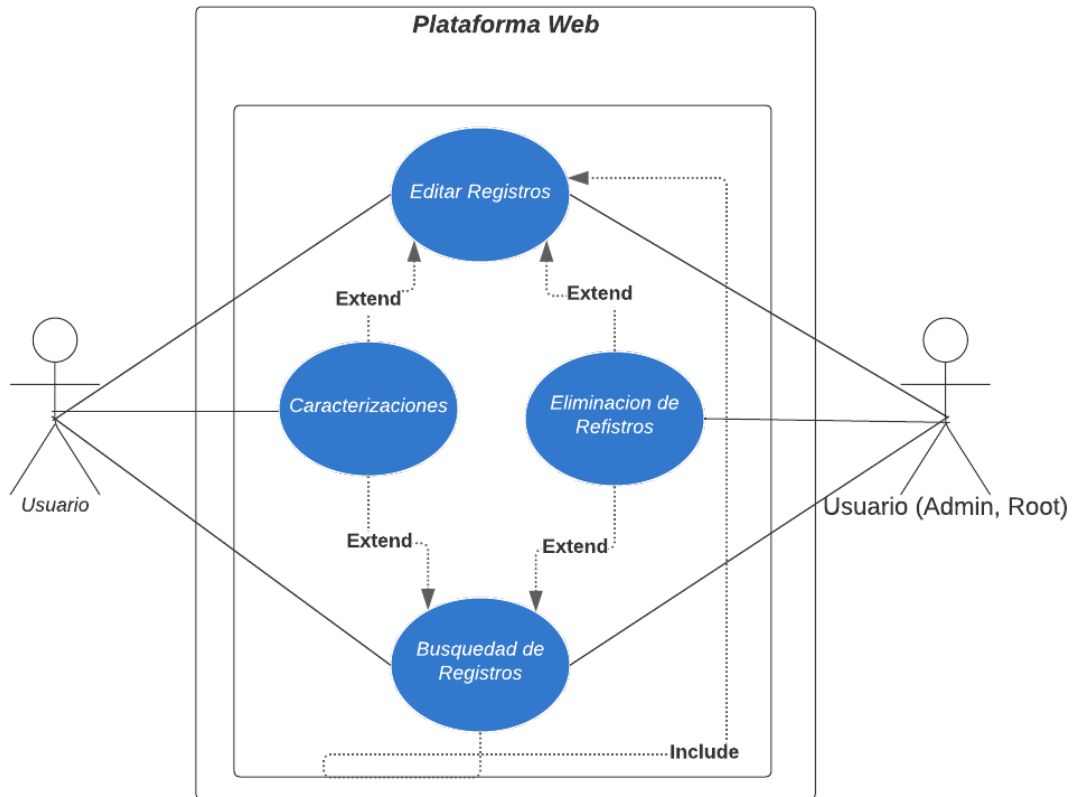 Plataforma Web
Editar Registros
Extend
Extend
Caracterizaciones
Eliminacion de
Refistros
Usuario
Usuario (Admin, Root)
Extend
Extend
Busquedad de
Registros
Include